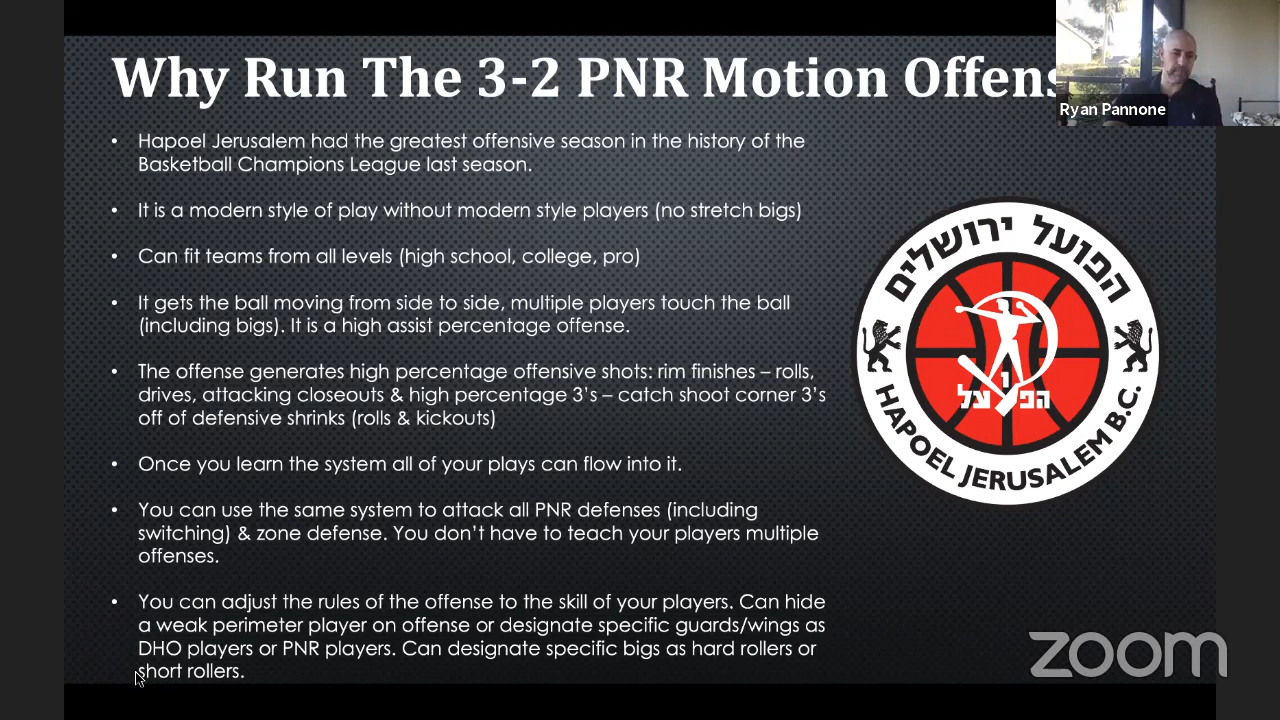 Why Run The 3-2 PNR Motion Offens
Ryan Pannone
• Hapoel Jerusalem had the greatest offensive season in the history of the
Basketball Champions League last season.
• It is a modern style of play without modern style players (no stretch bigs)
• Can fit teams from all levels (high school, college, pro)
• It gets the ball moving from side to side, multiple players touch the ball
(including bigs). It is a high assist percentage offense.
• The offense generates high percentage offensive shots: rim finishes – rolls,
drives, attacking closeouts & high percentage 3’s – catch shoot corner 3’s
off of defensive shrinks (rolls & kickouts)
• Once you learn the system all of your plays can flow into it.
• You can use the same system to attack all PNR defenses (including
switching) & zone defense. You don’t have to teach your players multiple
offenses.
• You can adjust the rules of the offense to the skill of your players. Can hide
a weak perimeter player on offense or designate specific guards/wings as
DHO players or PNR players. Can designate specific bigs as hard rollers or
short rollers.
הפועל ירושלים
הפועל
HAPOEL JERUSALEM B.C.
zoom